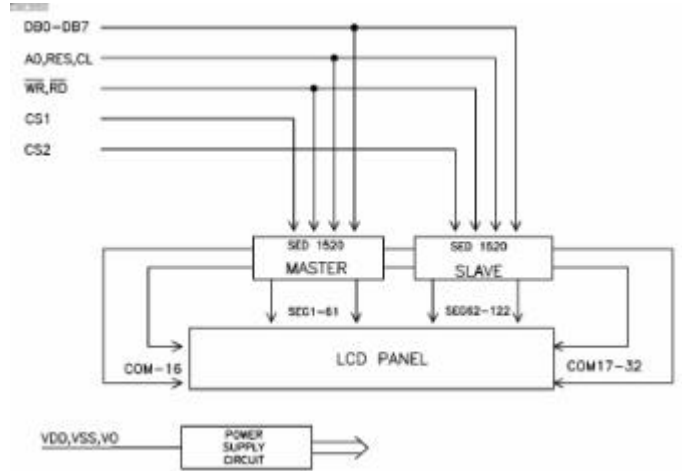 DB0-DB7
A0,RES,CL
WR,RD
CS1
CS2
SED 1520
MASTER
SED 1520
SLAVE
SEG1-61
SEG62-122
LCD PANEL
COM-16
COM17-32
VDD,VSS,VO
POWER
SUPPLY
CIRCUIT